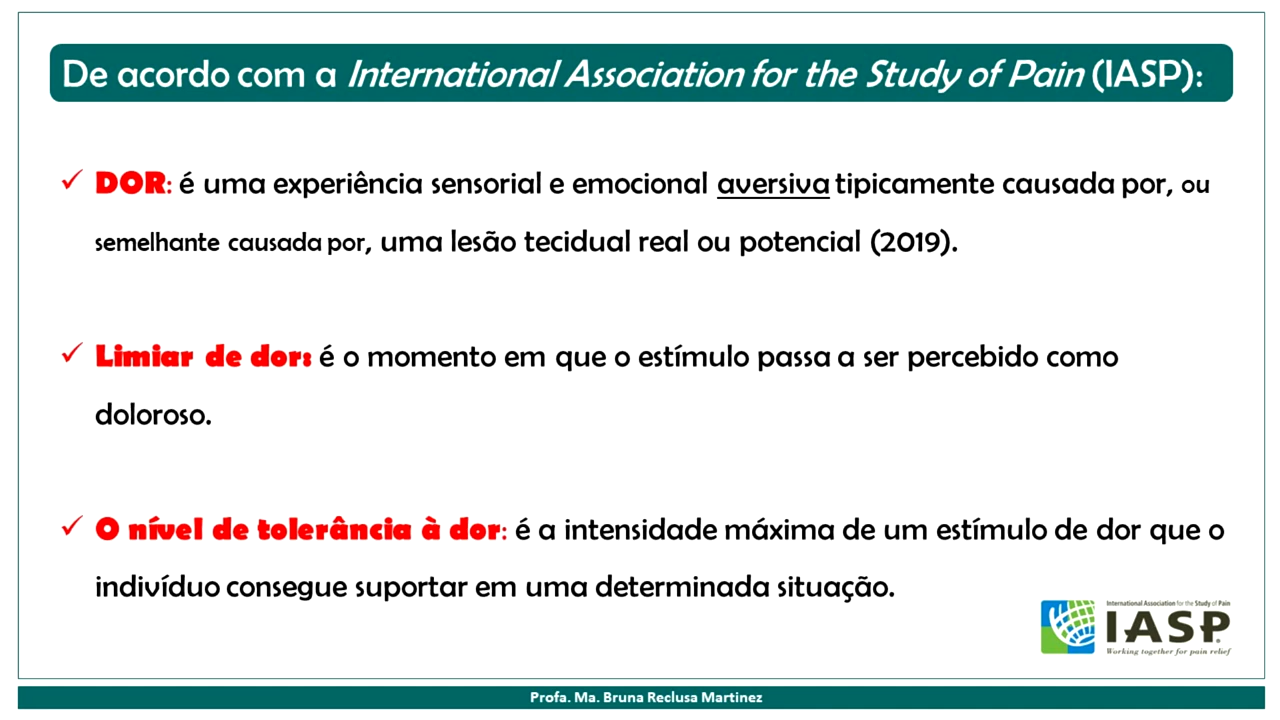 De acordo com a International Association for the Study of Pain (IASP):
DOR: é uma experiência sensorial e emocional aversiva tipicamente causada por, ou
semelhante causada por, uma lesão tecidual real ou potencial (2019).
Limiar de dor: é o momento em que o estímulo passa a ser percebido como
doloroso.
O nível de tolerância à dor: é a intensidade máxima de um estímulo de dor que o
indivíduo consegue suportar em uma determinada situação.
International Association for the Study of Pain
IASP
Working together for pain relief
Profa. Ma. Bruna Reclusa Martinez